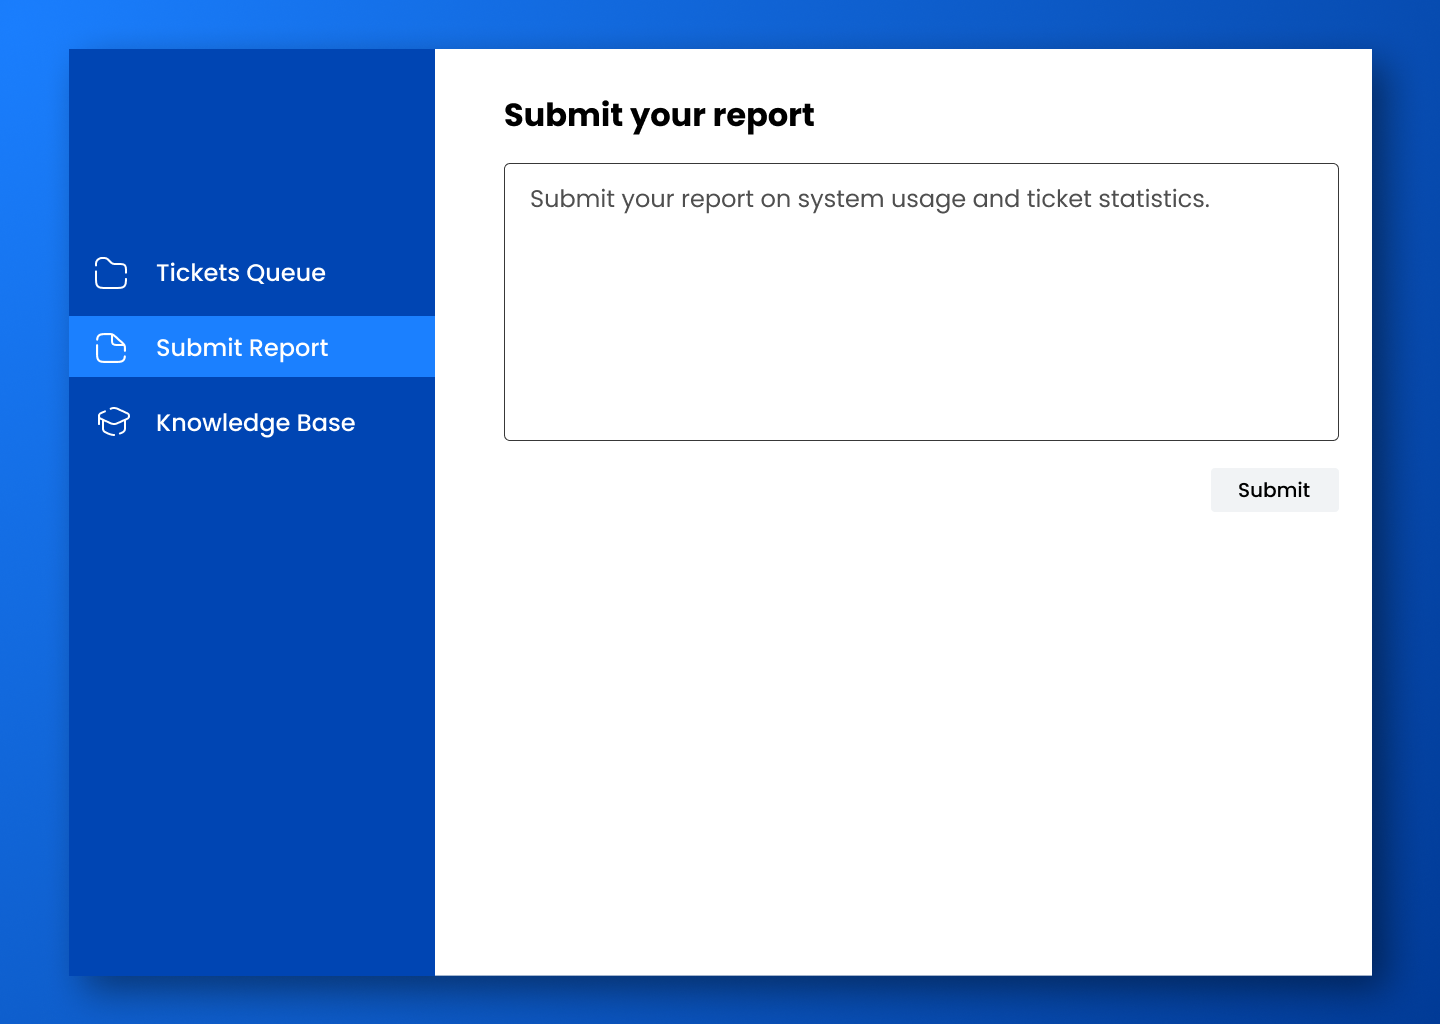 Tickets Queue
Submit Report
Knowledge Base
Submit your report
Submit your report on system usage and ticket statistics.
Submit